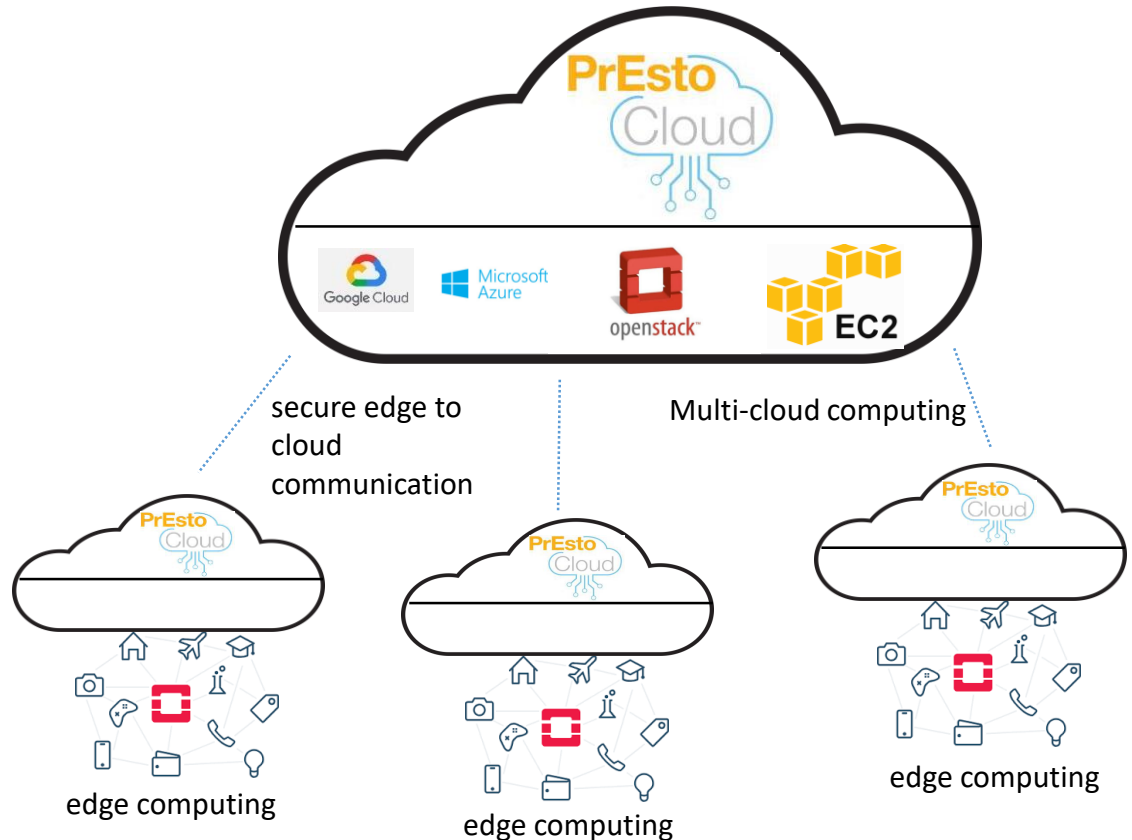 PrEsto
Cloud
Google Cloud
Microsoft
Azure
openstack™
EC2
secure edge to
cloud
communication
Multi-cloud computing
PrEsto
Cloud
PrEsto
Cloud
PrEsto
Cloud
edge computing
edge computing
edge computing